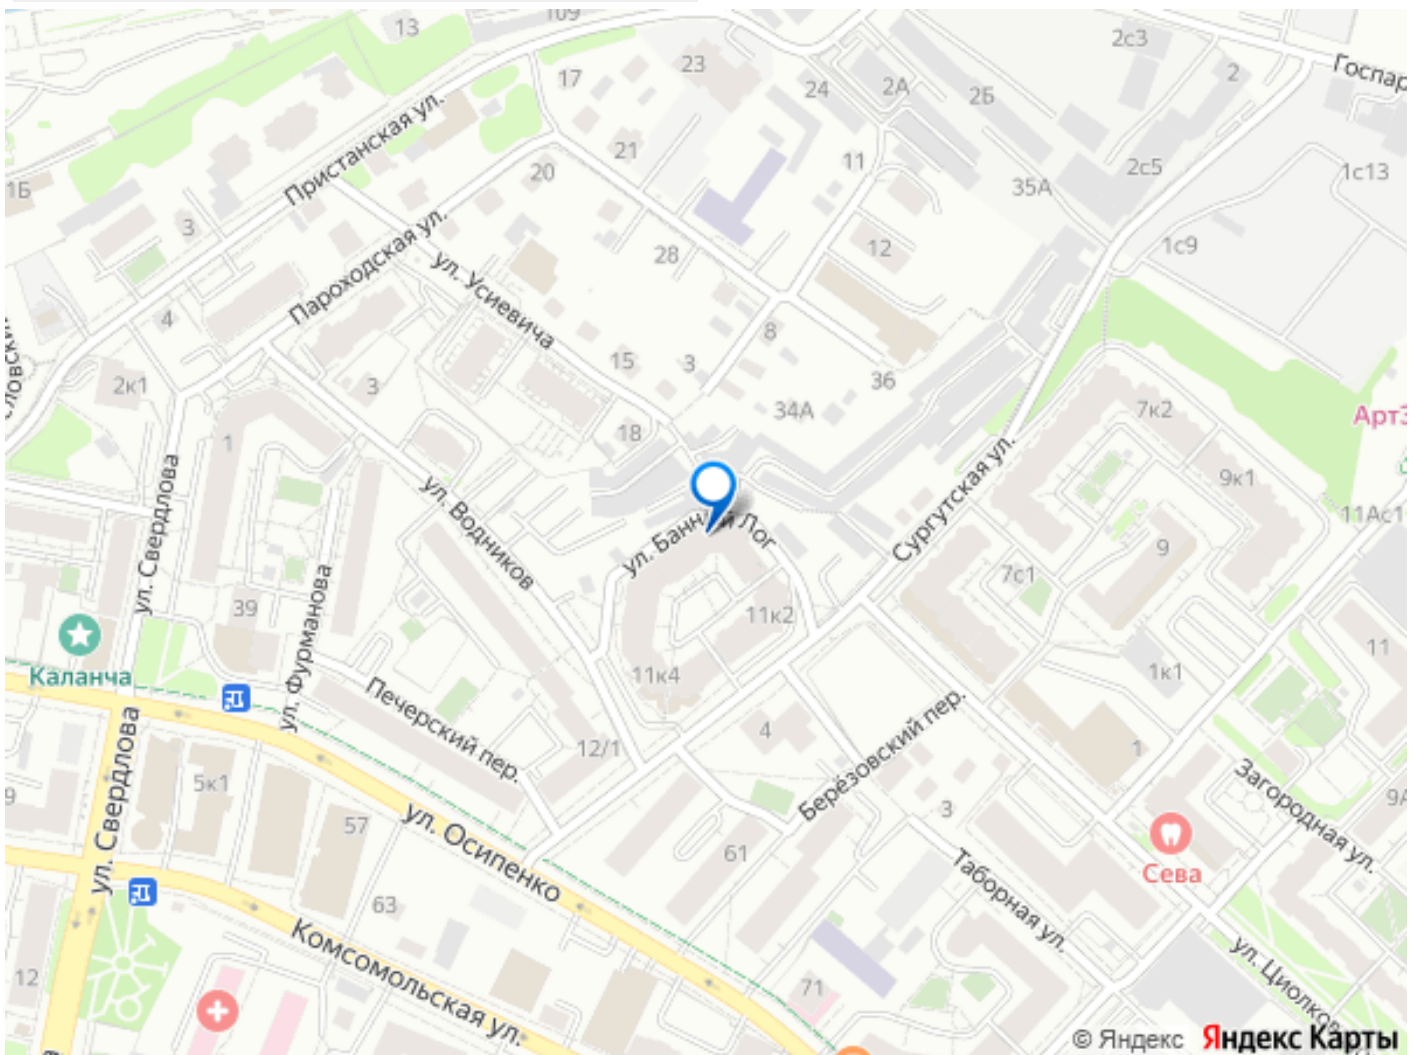 13
109
2с3
2
Госпар
17
23
24
2А
2Б
Пристанская ул.
21
11
2с5
1с13
35А
1Б
20
3
28
12
1с9
Пароходская ул.
ул. Усиевича
4
8
15
3
36
2к1
3
34А
7к2
Арт
18
1
Сургутская ул.
9к1
ул. Свердлова
ул. Водников
ул. Банный Лог
11Ас1
9
7с1
39
ул. Фурманова
11к2
Каланча
11к4
11
1к1
Печерский пер.
4
12/1
1
Берёзовский пер.
ул. Свердлова
5к1
Загородная ул.
9
9А
57
ул. Осипенко
3
Сева
61
Таборная ул.
63
Комсомольская ул.
ул. Циолков
12
71
© Яндекс Яндекс Карты